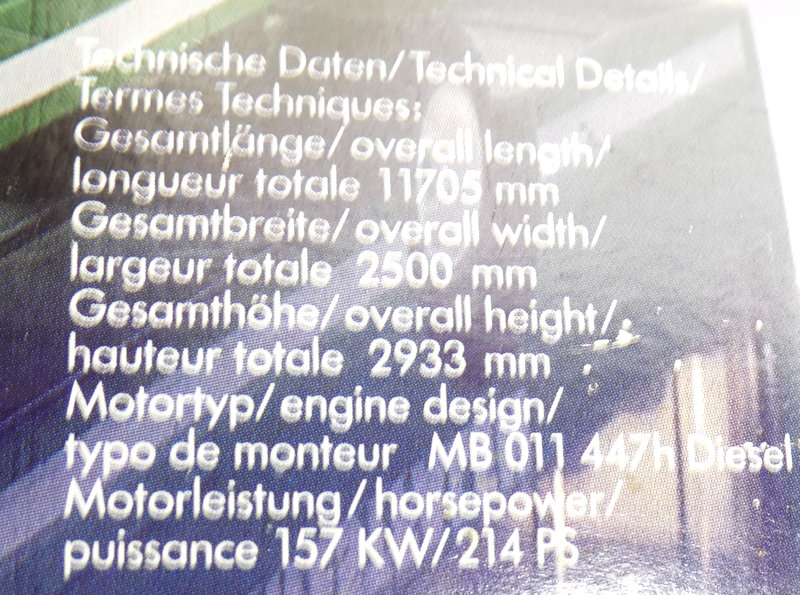 Technische Daten/Technical Details/
Termes Techniques:
Gesamtlänge/overall length/
longueur totale 11705 mm
Gesamtbreite/overall width/
largeur totale 2500 mm
Gesamthöhe/overall height/
hauteur totale 2933 mm
Motortyp/engine design/
typo de monteur MB 011 447h Diesel
Motorleistung/horsepower/
puissance 157 KW/214 PS